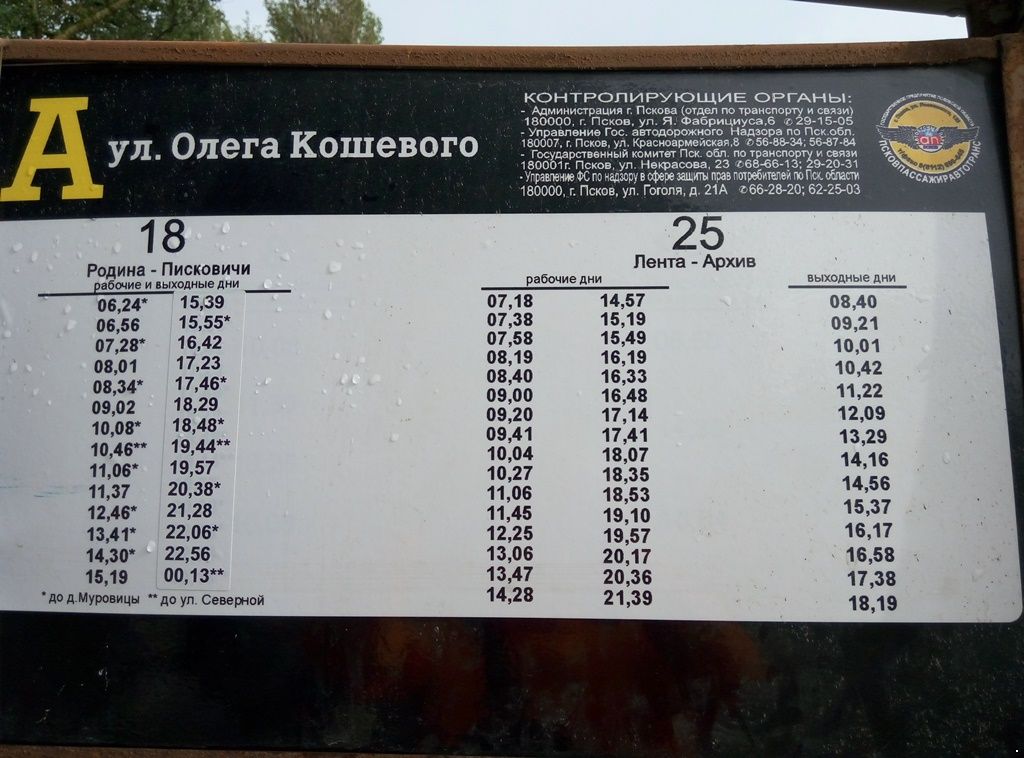 А ул. Олега Кошевого
КОНТРОЛИРУЮЩИЕ ОРГАНЫ:
- Администрация г. Пскова (отдел по транспорту и связи)
180000, г. Псков, ул. Я. Фабрициуса,6 ✆29-15-05
- Управление Гос. автодорожного Надзора по Пск.обл.
180007, г. Псков, ул. Красноармейская,8 ✆56-88-34; 56-87-84
- Государственный комитет Пск. обл. по транспорту и связи
180001г. Псков, ул. Некрасова, 23 ✆68-66-13; 29-20-31
- Управление ФС по надзору в сфере защиты прав потребителей по Пск. области
180000, г. Псков, ул. Гоголя, д. 21А ✆66-28-20; 62-25-03
ПСКОВПАССАЖИРАВТОТРАНС
18
Родина - Писковичи
рабочие и выходные дни
06,24* 15,39
06,56 15,55*
07,28* 16,42
08,01 17,23
08,34* 17,46*
09,02 18,29
10,08* 18,48*
10,46** 19,44**
11,06* 19,57
11,37 20,38*
12,46* 21,28
13,41* 22,06*
14,30* 22,56
15,19 00,13**
* до д.Муровицы ** до ул. Северной
25
Лента - Архив
рабочие дни
07,18 14,57
07,38 15,19
07,58 15,49
08,19 16,19
08,40 16,33
09,00 16,48
09,20 17,14
09,41 17,41
10,04 18,07
10,27 18,35
11,06 18,53
11,45 19,10
12,25 19,57
13,06 20,17
13,47 20,36
14,28 21,39
выходные дни
08,40
09,21
10,01
10,42
11,22
12,09
13,29
14,16
14,56
15,37
16,17
16,58
17,38
18,19